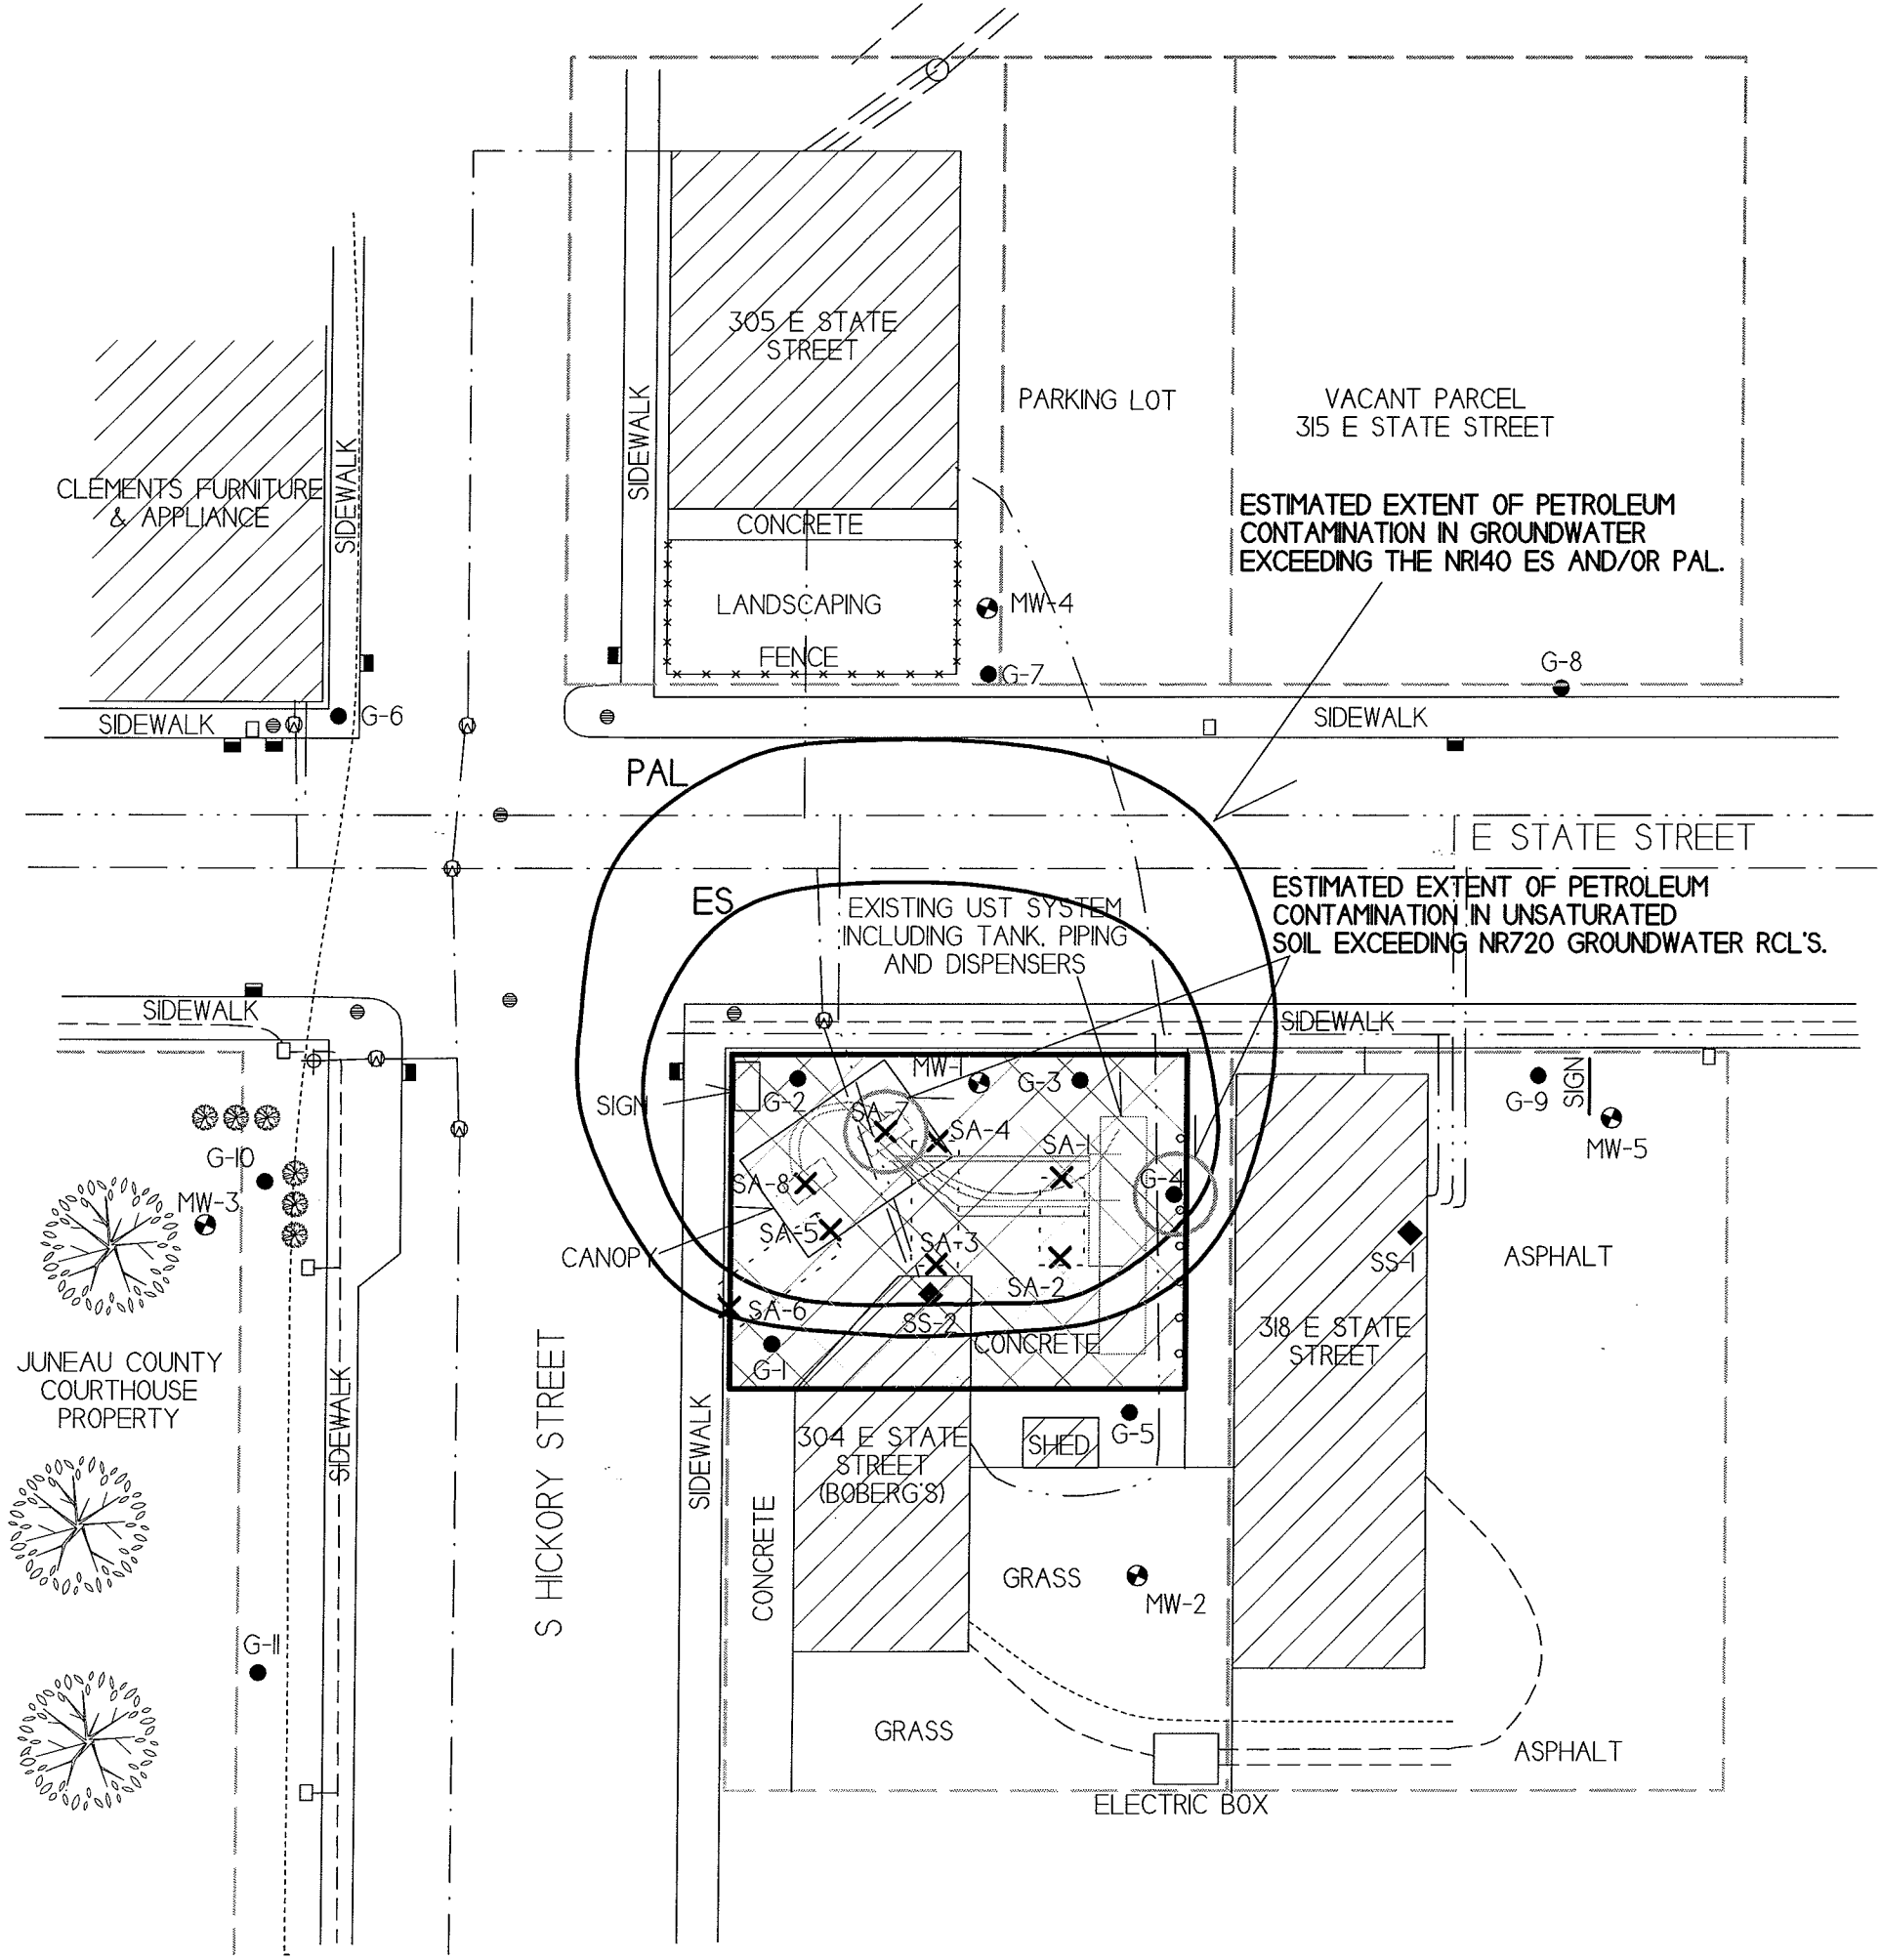 305 E STATE
STREET
PARKING LOT
VACANT PARCEL
315 E STATE STREET
SIDEWALK
SIDEWALK
CLEMENTS FURNITURE
& APPLIANCE
CONCRETE
LANDSCAPING
FENCE
MW-4
G-7
G-8
ESTIMATED EXTENT OF PETROLEUM
CONTAMINATION IN GROUNDWATER
EXCEEDING THE NR140 ES AND/OR PAL.
SIDEWALK
W
G-6
W
SIDEWALK
PAL
E STATE STREET
W
ES
EXISTING UST SYSTEM
INCLUDING TANK, PIPING
AND DISPENSERS
ESTIMATED EXTENT OF PETROLEUM
CONTAMINATION IN UNSATURATED
SOIL EXCEEDING NR720 GROUNDWATER RCL'S.
SIDEWALK
W
SIDEWALK
W
W
SIGN
G-2
MW-1
G-3
SA-7
SA-4
SA-1
G-4
SA-8
SA-5
SA-3
SA-2
CANOPY
SA-6
SS-2
CONCRETE
G-1
G-9
SIGN
MW-5
SS-1
ASPHALT
318 E STATE
STREET
G-10
MW-3
JUNEAU COUNTY
COURTHOUSE
PROPERTY
SIDEWALK
S HICKORY STREET
SIDEWALK
304 E STATE
STREET
(BOBERG'S)
SHED
G-5
CONCRETE
GRASS
MW-2
G-11
GRASS
ASPHALT
ELECTRIC BOX